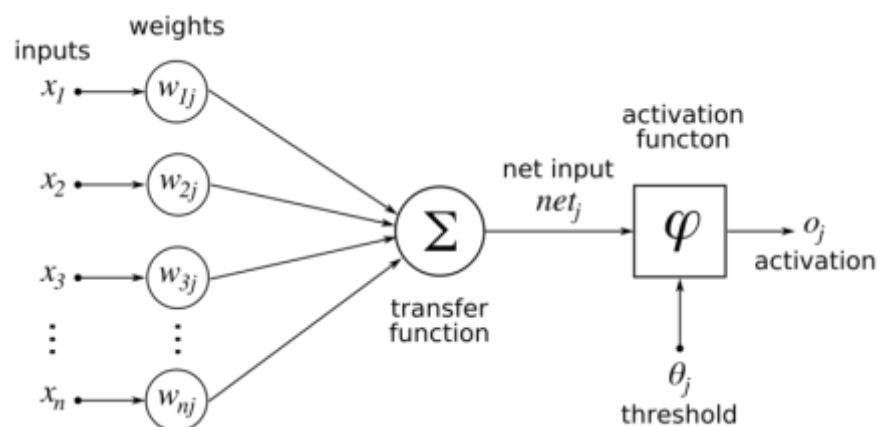 weights
inputs
x1
w1j
x2
w2j
x3
w3j
⋮
⋮
xn
wnj
Σ
transfer
function
net input
netj
activation
functon
φ
oj
activation
θj
threshold